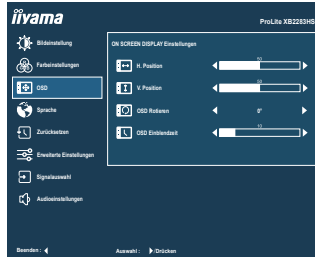 iiyama
ProLite XB2283HS
Bildeinstellung
Farbeinstellungen
OSD
Sprache
Zurücksetzen
Erweiterte Einstellungen
Signalauswahl
Audioeinstellungen
ON SCREEN DISPLAY Einstellungen
H. Position
50
V. Position
50
OSD Rotieren
0°
OSD Einblendzeit
10
Beenden :
Auswahl : /Drücken